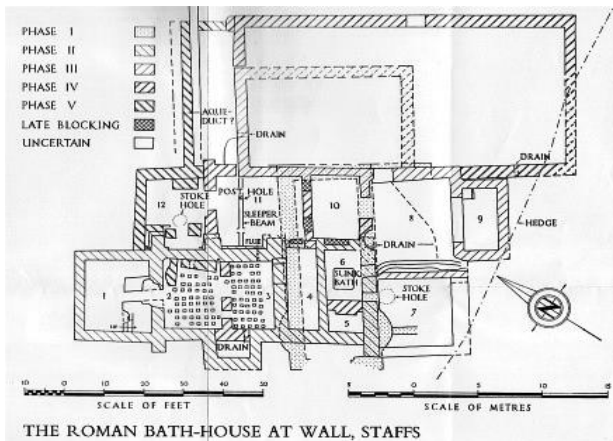 PHASE I
PHASE II
PHASE III
PHASE IV
PHASE V
LATE BLOCKING
UNCERTAIN
AQUE-
DUCT?
DRAIN
DRAIN
12
STOKE
HOLE
POST
HOLE
11
SLEEPER
BEAM
FLUE
10
8
9
HEDGE
DRAIN
6
SUNK
BATH
STOKE
HOLE
1
2
3
4
5
7
DRAIN
10
0
10
20
30
SCALE OF FEET
5
0
5
10
15
SCALE OF METRES
N
THE ROMAN BATH-HOUSE AT WALL, STAFFS